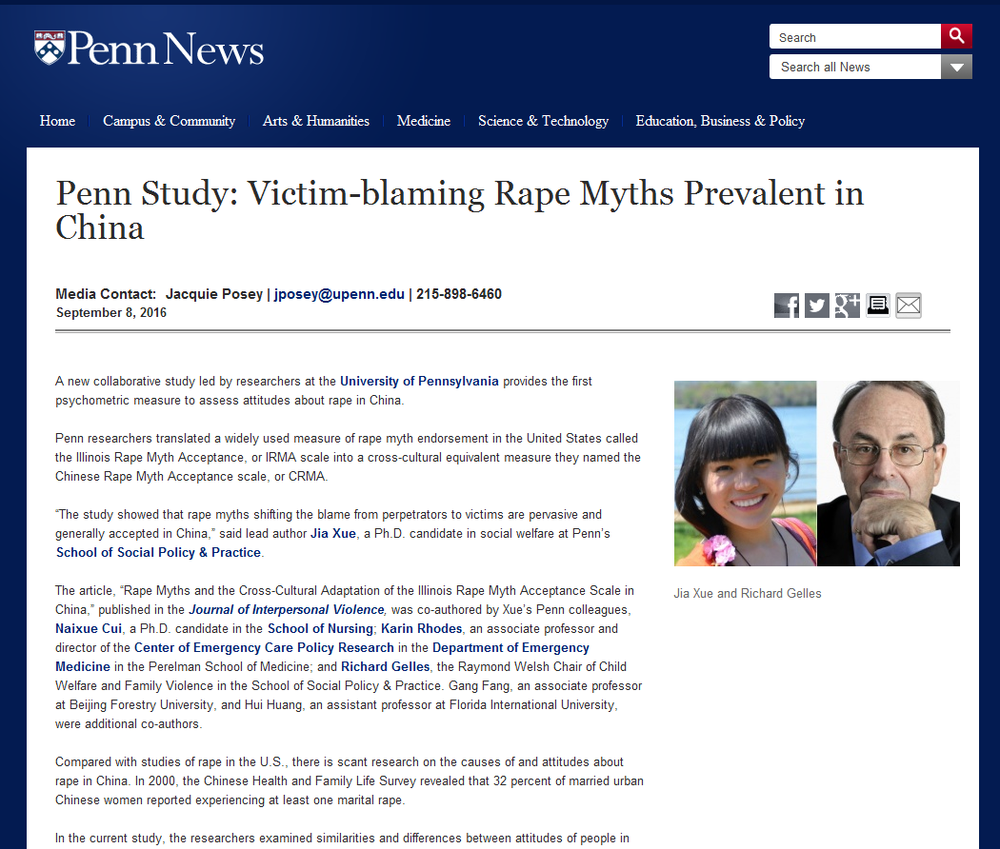 Penn News
Search
Search all News
Home Campus & Community Arts & Humanities Medicine Science & Technology Education, Business & Policy
Penn Study: Victim-blaming Rape Myths Prevalent in
China
Media Contact: Jacquie Posey | jposey@upenn.edu | 215-898-6460
September 8, 2016
A new collaborative study led by researchers at the University of Pennsylvania provides the first
psychometric measure to assess attitudes about rape in China.
Penn researchers translated a widely used measure of rape myth endorsement in the United States called
the Illinois Rape Myth Acceptance, or IRMA scale into a cross-cultural equivalent measure they named the
Chinese Rape Myth Acceptance scale, or CRMA.
“The study showed that rape myths shifting the blame from perpetrators to victims are pervasive and
generally accepted in China,” said lead author Jia Xue, a Ph.D. candidate in social welfare at Penn’s
School of Social Policy & Practice.
The article, “Rape Myths and the Cross-Cultural Adaptation of the Illinois Rape Myth Acceptance Scale in
China,” published in the Journal of Interpersonal Violence, was co-authored by Xue’s Penn colleagues,
Naixue Cui, a Ph.D. candidate in the School of Nursing; Karin Rhodes, an associate professor and
director of the Center of Emergency Care Policy Research in the Department of Emergency
Medicine in the Perelman School of Medicine; and Richard Gelles, the Raymond Welsh Chair of Child
Welfare and Family Violence in the School of Social Policy & Practice. Gang Fang, an associate professor
at Beijing Forestry University, and Hui Huang, an assistant professor at Florida International University,
were additional co-authors.
Compared with studies of rape in the U.S., there is scant research on the causes of and attitudes about
rape in China. In 2000, the Chinese Health and Family Life Survey revealed that 32 percent of married urban
Chinese women reported experiencing at least one marital rape.
In the current study, the researchers examined similarities and differences between attitudes of people in
Jia Xue and Richard Gelles